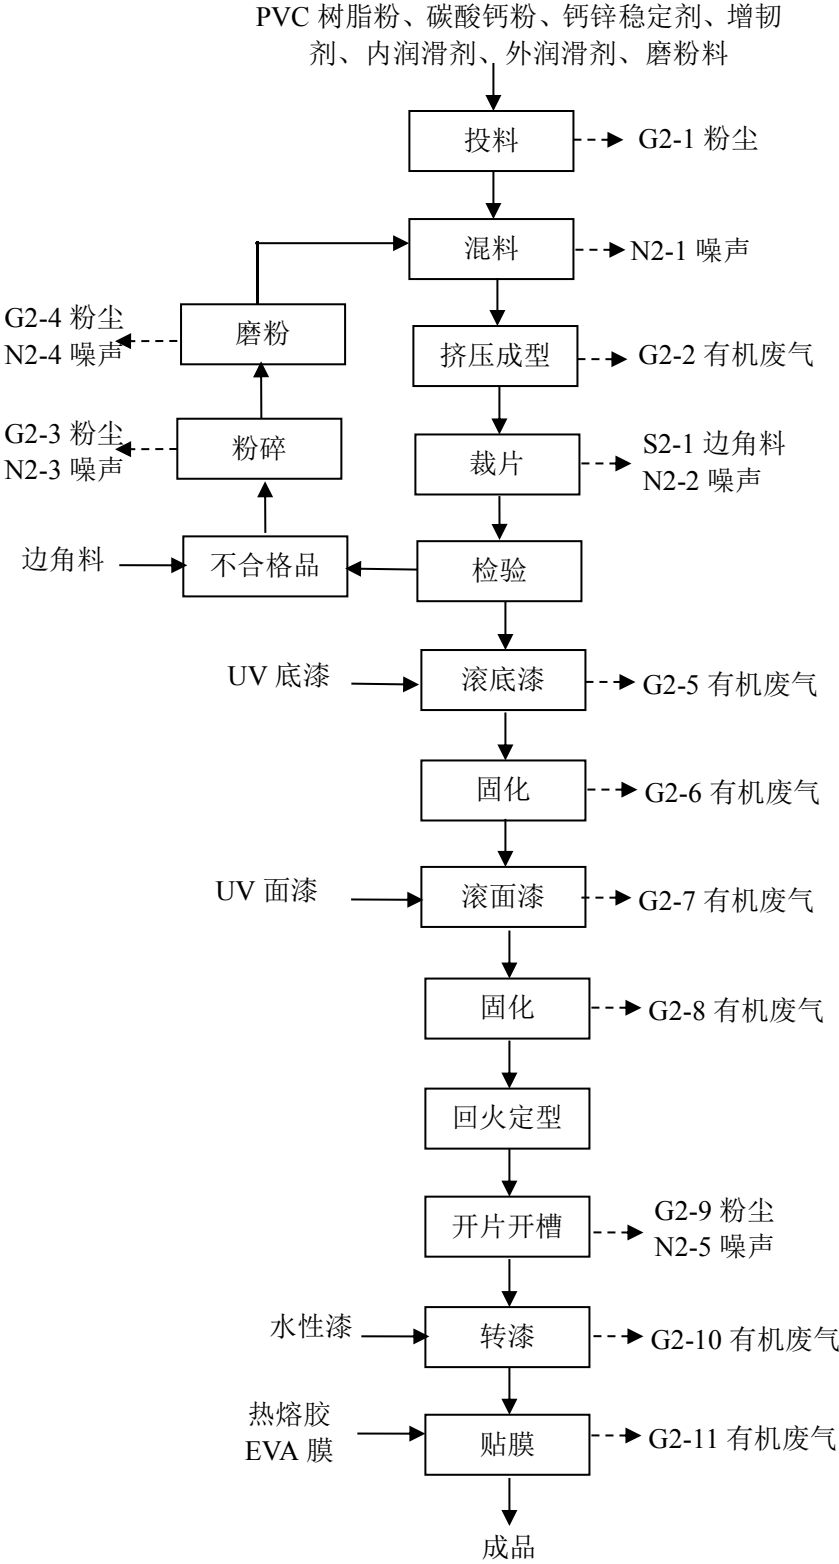 PVC 树脂粉、碳酸钙粉、钙锌稳定剂、增韧
剂、内润滑剂、外润滑剂、磨粉料
投料
G2-1 粉尘
混料
N2-1 噪声
G2-4 粉尘
N2-4 噪声
磨粉
挤压成型
G2-2 有机废气
G2-3 粉尘
N2-3 噪声
粉碎
裁片
S2-1 边角料
N2-2 噪声
边角料
不合格品
检验
UV 底漆
滚底漆
G2-5 有机废气
固化
G2-6 有机废气
UV 面漆
滚面漆
G2-7 有机废气
固化
G2-8 有机废气
回火定型
开片开槽
G2-9 粉尘
N2-5 噪声
水性漆
转漆
G2-10 有机废气
热熔胶
EVA 膜
贴膜
G2-11 有机废气
成品